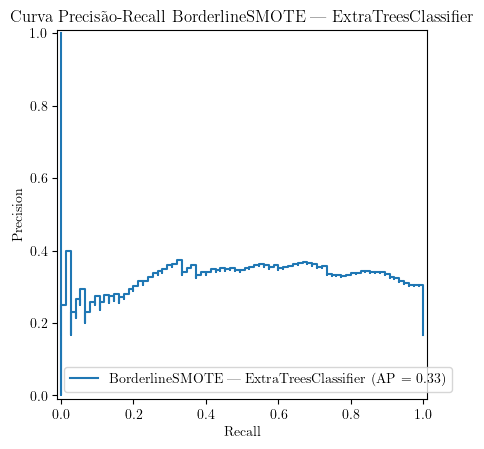 Curva Precisão-Recall BorderlineSMOTE — ExtraTreesClassifier
1.0
0.8
0.6
0.4
0.2
0.0
Precision
BorderlineSMOTE — ExtraTreesClassifier (AP = 0.33)
0.0 0.2 0.4 0.6 0.8 1.0
Recall